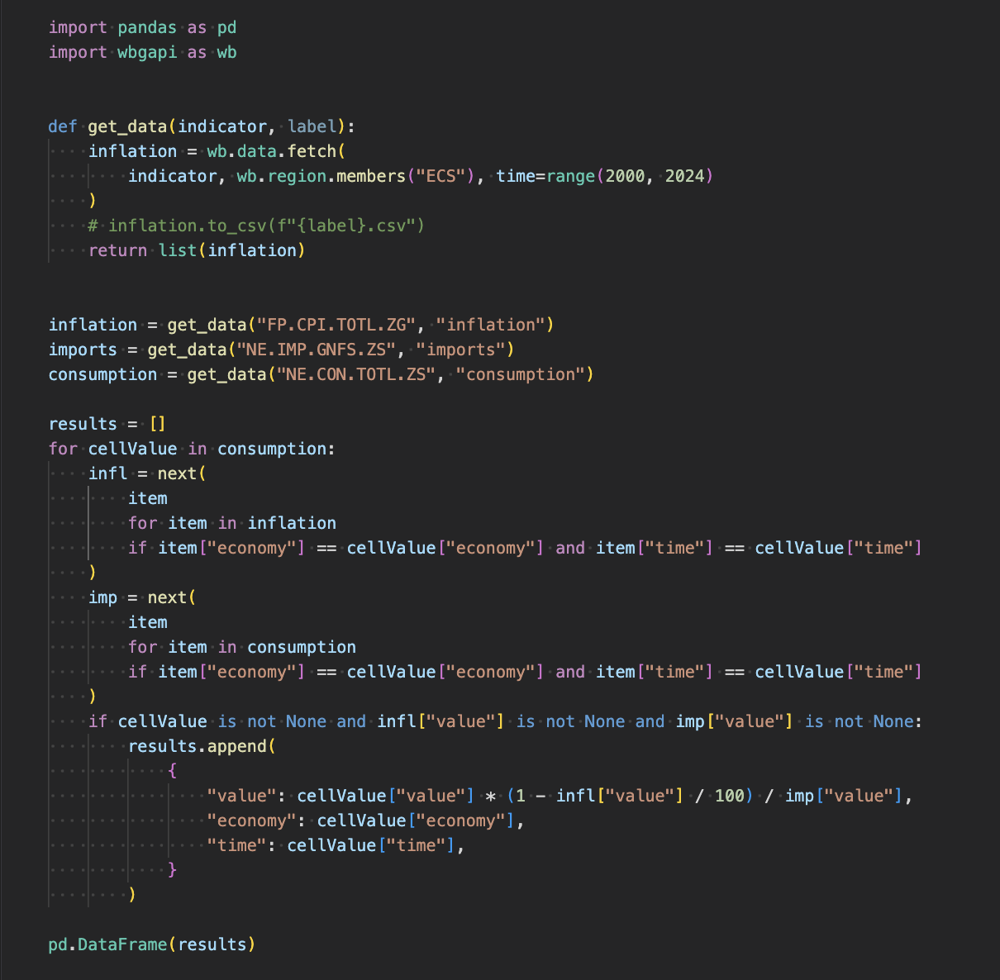 import pandas as pd
import wbgapi as wb
def get_data(indicator, label):
inflation = wb.data.fetch(
indicator, wb.region.members("ECS"), time=range(2000, 2024)
)
# inflation.to_csv(f"{label}.csv")
return list(inflation)
inflation = get_data("FP.CPI.TOTL.ZG", "inflation")
imports = get_data("NE.IMP.GNFS.ZS", "imports")
consumption = get_data("NE.CON.TOTL.ZS", "consumption")
results = []
for cellValue in consumption:
infl = next(
item
for item in inflation
if item["economy"] == cellValue["economy"] and item["time"] == cellValue["time"]
)
imp = next(
item
for item in consumption
if item["economy"] == cellValue["economy"] and item["time"] == cellValue["time"]
)
if cellValue is not None and infl["value"] is not None and imp["value"] is not None:
results.append(
{
"value": cellValue["value"] * (1 - infl["value"] / 100) / imp["value"],
"economy": cellValue["economy"],
"time": cellValue["time"],
}
)
pd.DataFrame(results)